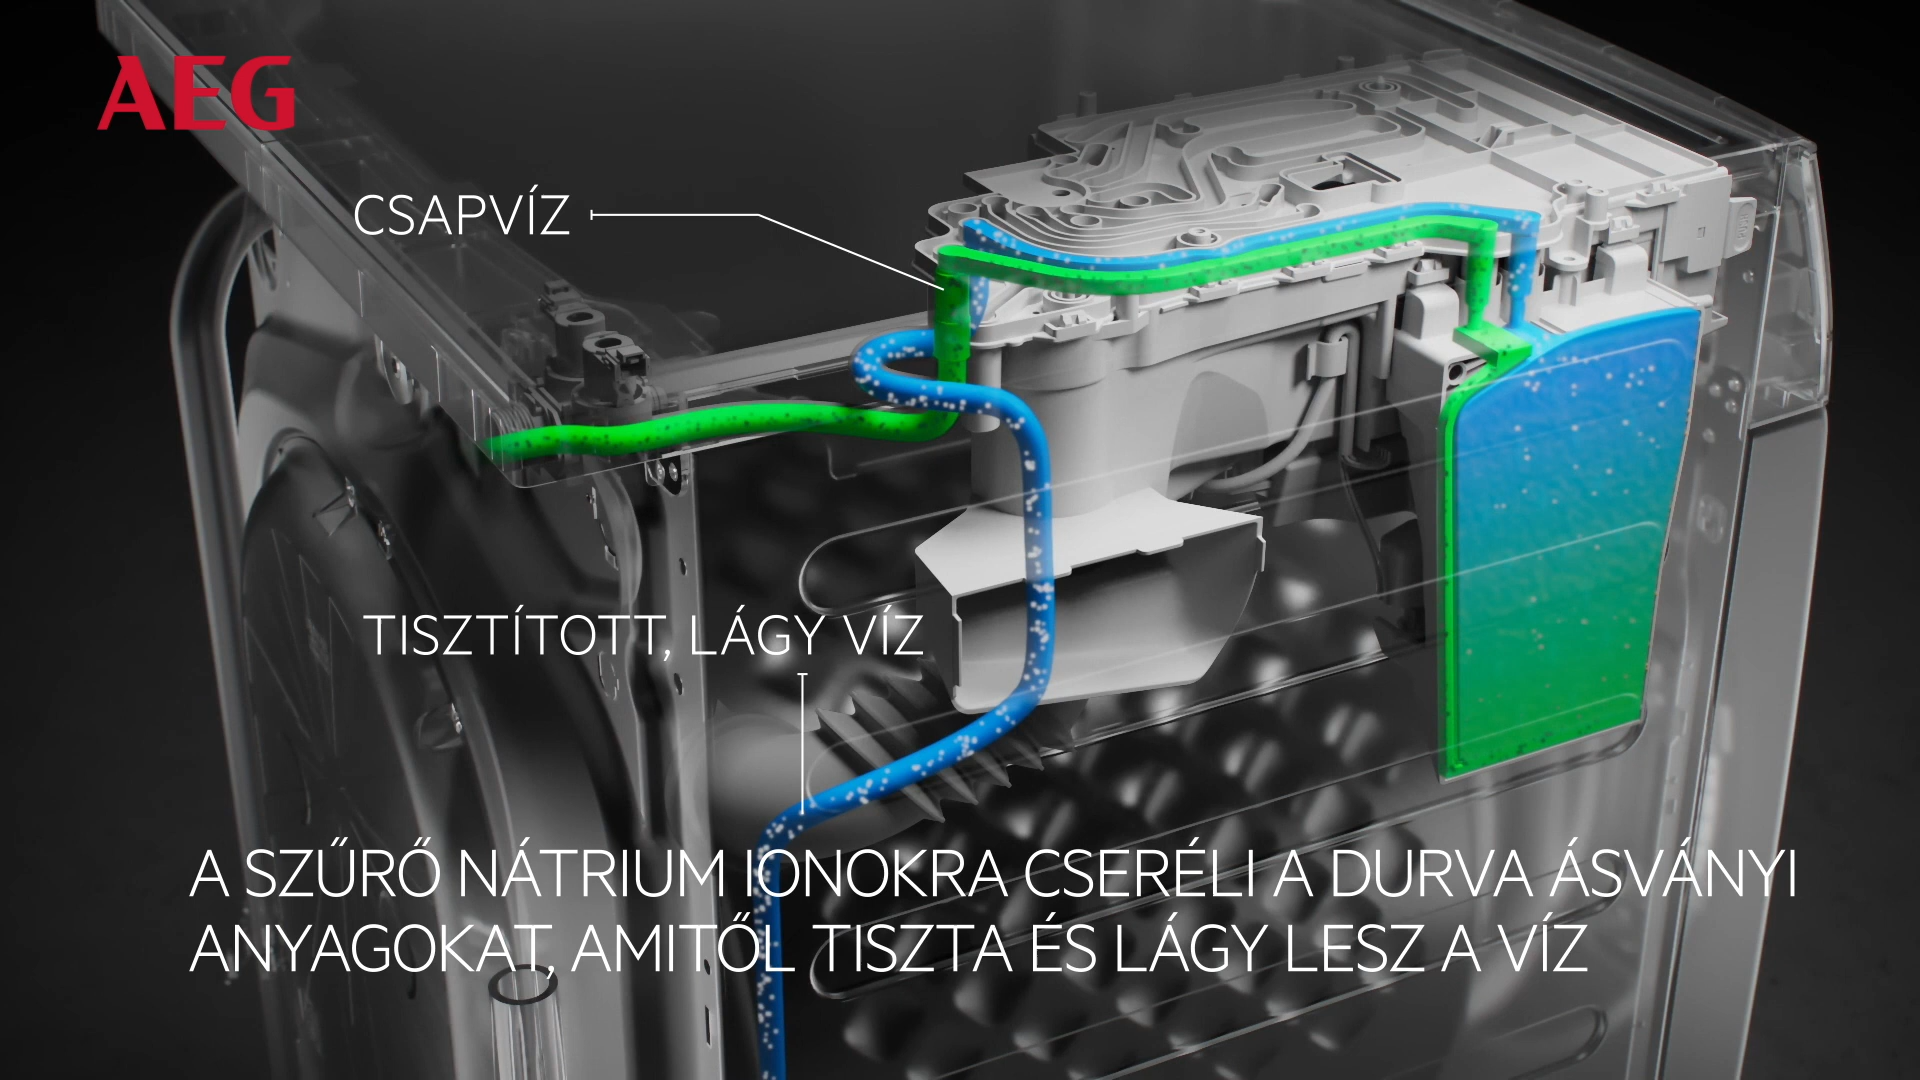 AEG
CSAPVÍZ
TISZTÍTOTT, LÁGY VÍZ
A SZŰRŐ NÁTRIUM IONOKRA CSERÉLI A DURVA ÁSVÁNYI
ANYAGOKAT, AMITŐL TISZTA ÉS LÁGY LESZ A VÍZ